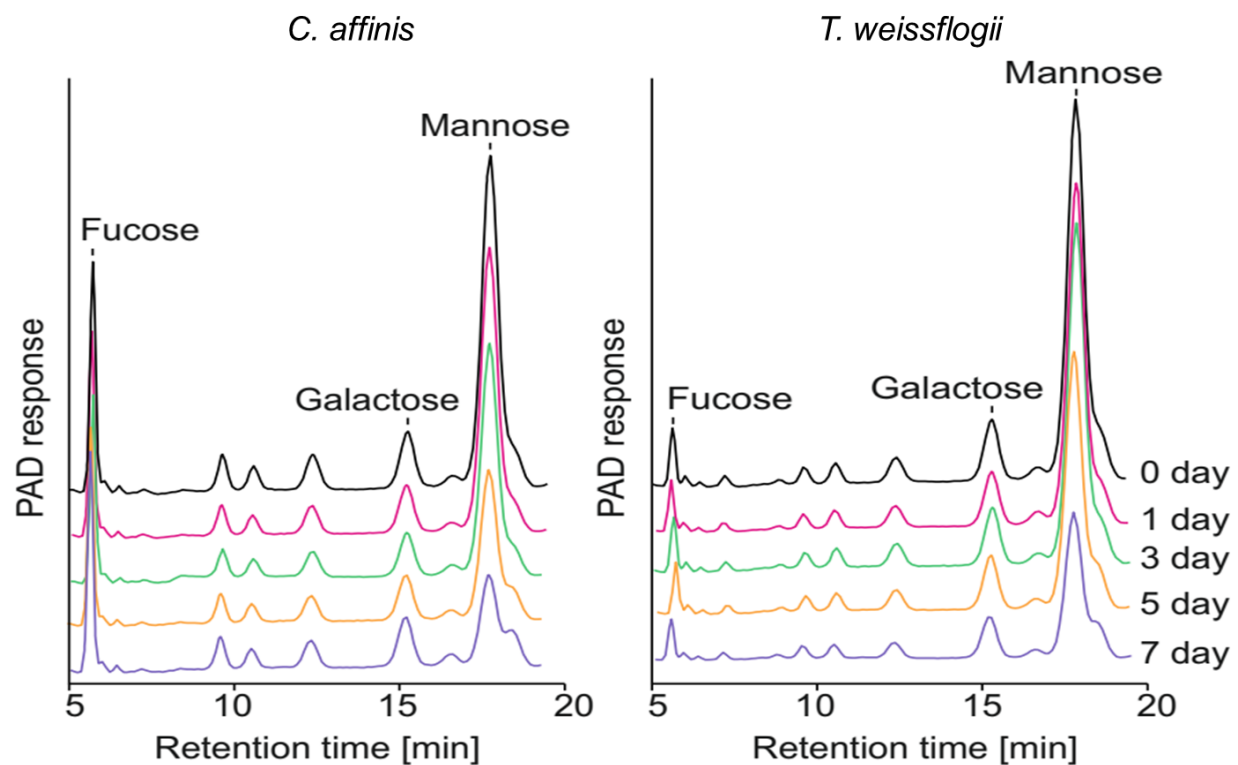 C. affinis
T. weissflogii
Mannose
Fucose
Galactose
PAD response
5 10 15 20
Retention time [min]
Mannose
Fucose
Galactose
PAD response
0 day
1 day
3 day
5 day
7 day
5 10 15 20
Retention time [min]